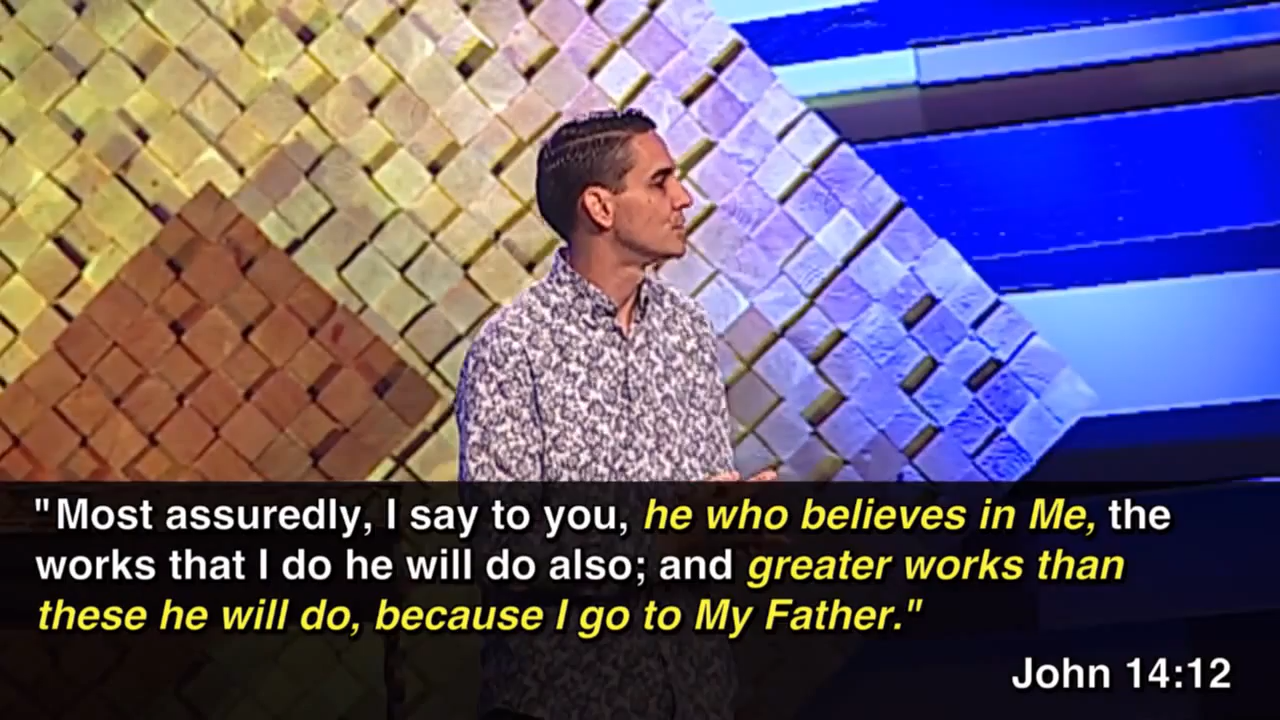 "Most assuredly, I say to you, he who believes in Me, the
works that I do he will do also; and greater works than
these he will do, because I go to My Father."
John 14:12